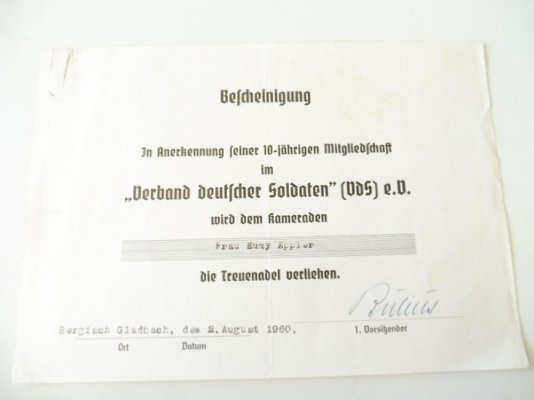 Bescheinigung
In Anerkennung seiner 10-jährigen Mitgliedschaft
im
„Verband deutscher Soldaten" (VdS) e.V.
wird dem Kameraden
Frau Emmy Eppler
die Treuenadel verliehen.
Bergisch Gladbach, den 2.August 1960.
1. Vorsitzender
Ort Datum